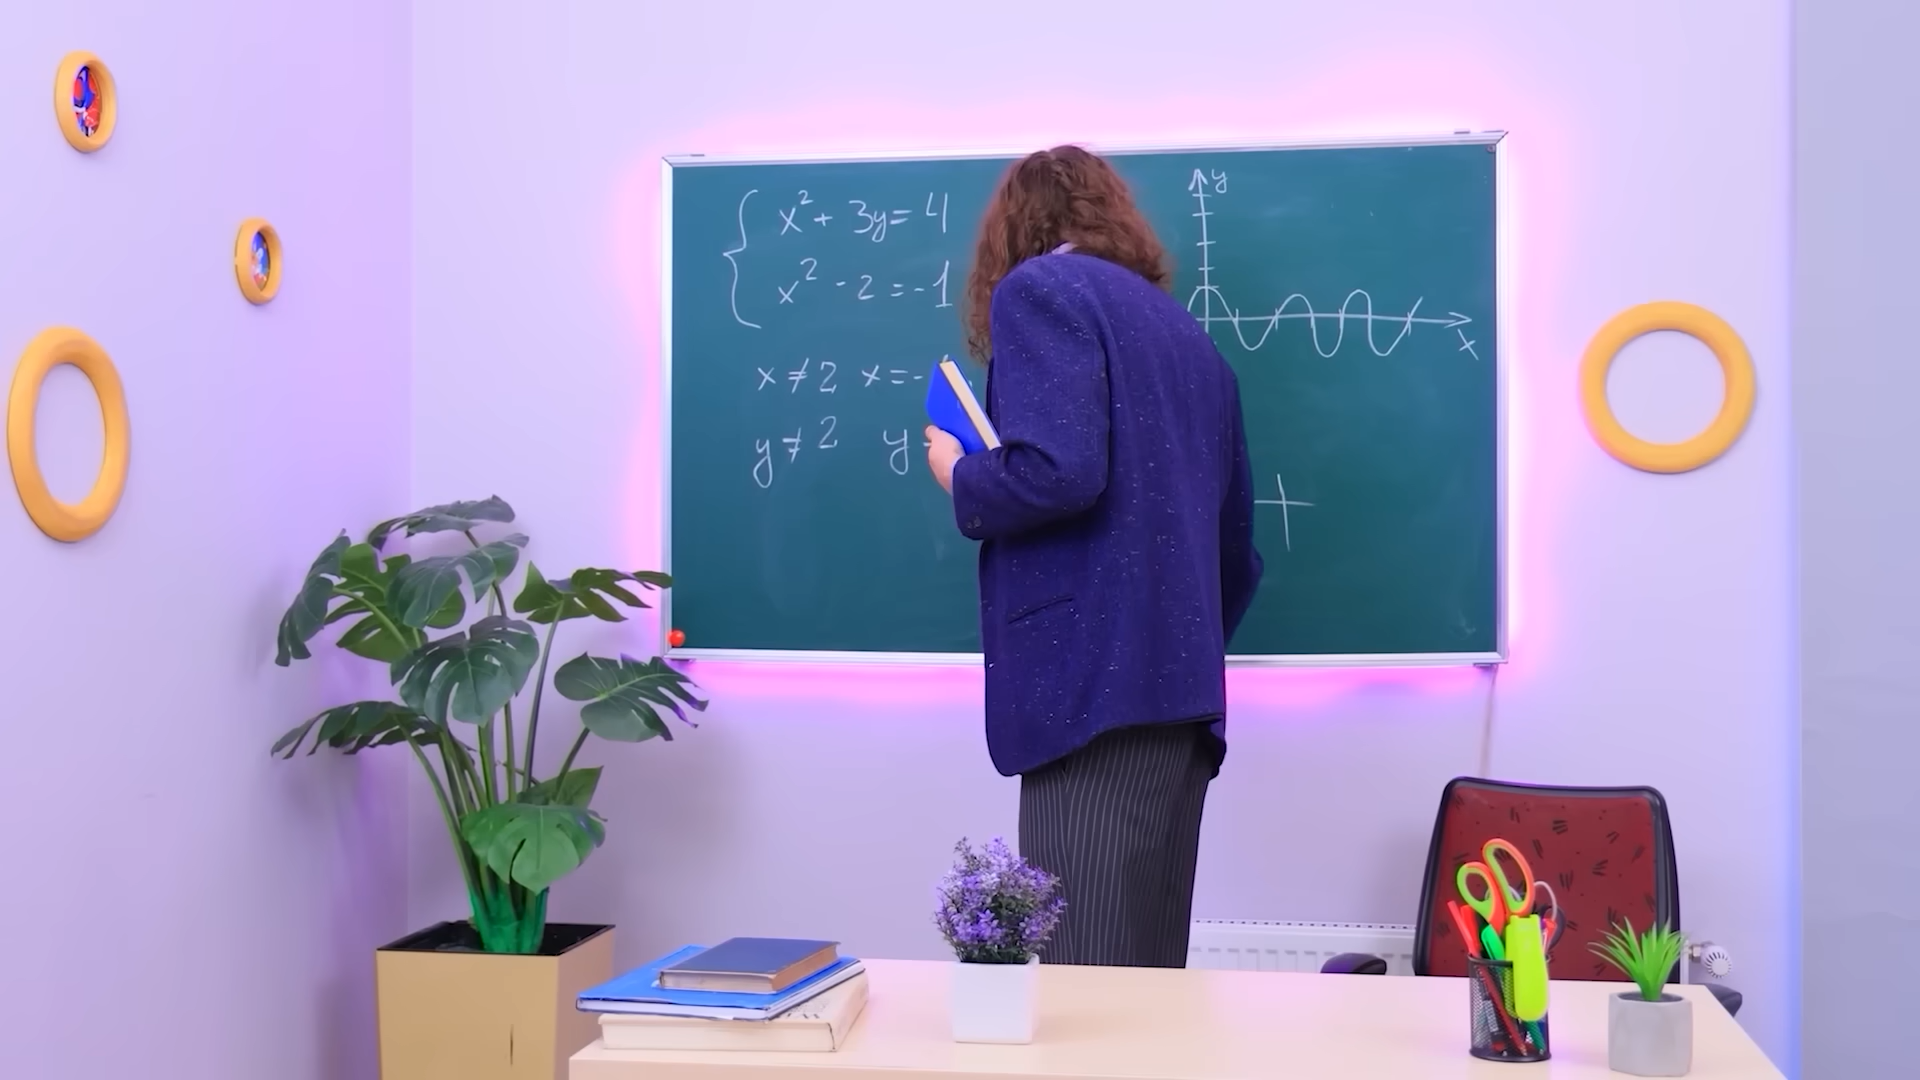 x² + 3y = 4
x² - 2 = -1
x ≠ 2 x = -
y ≠ 2 y
y
x